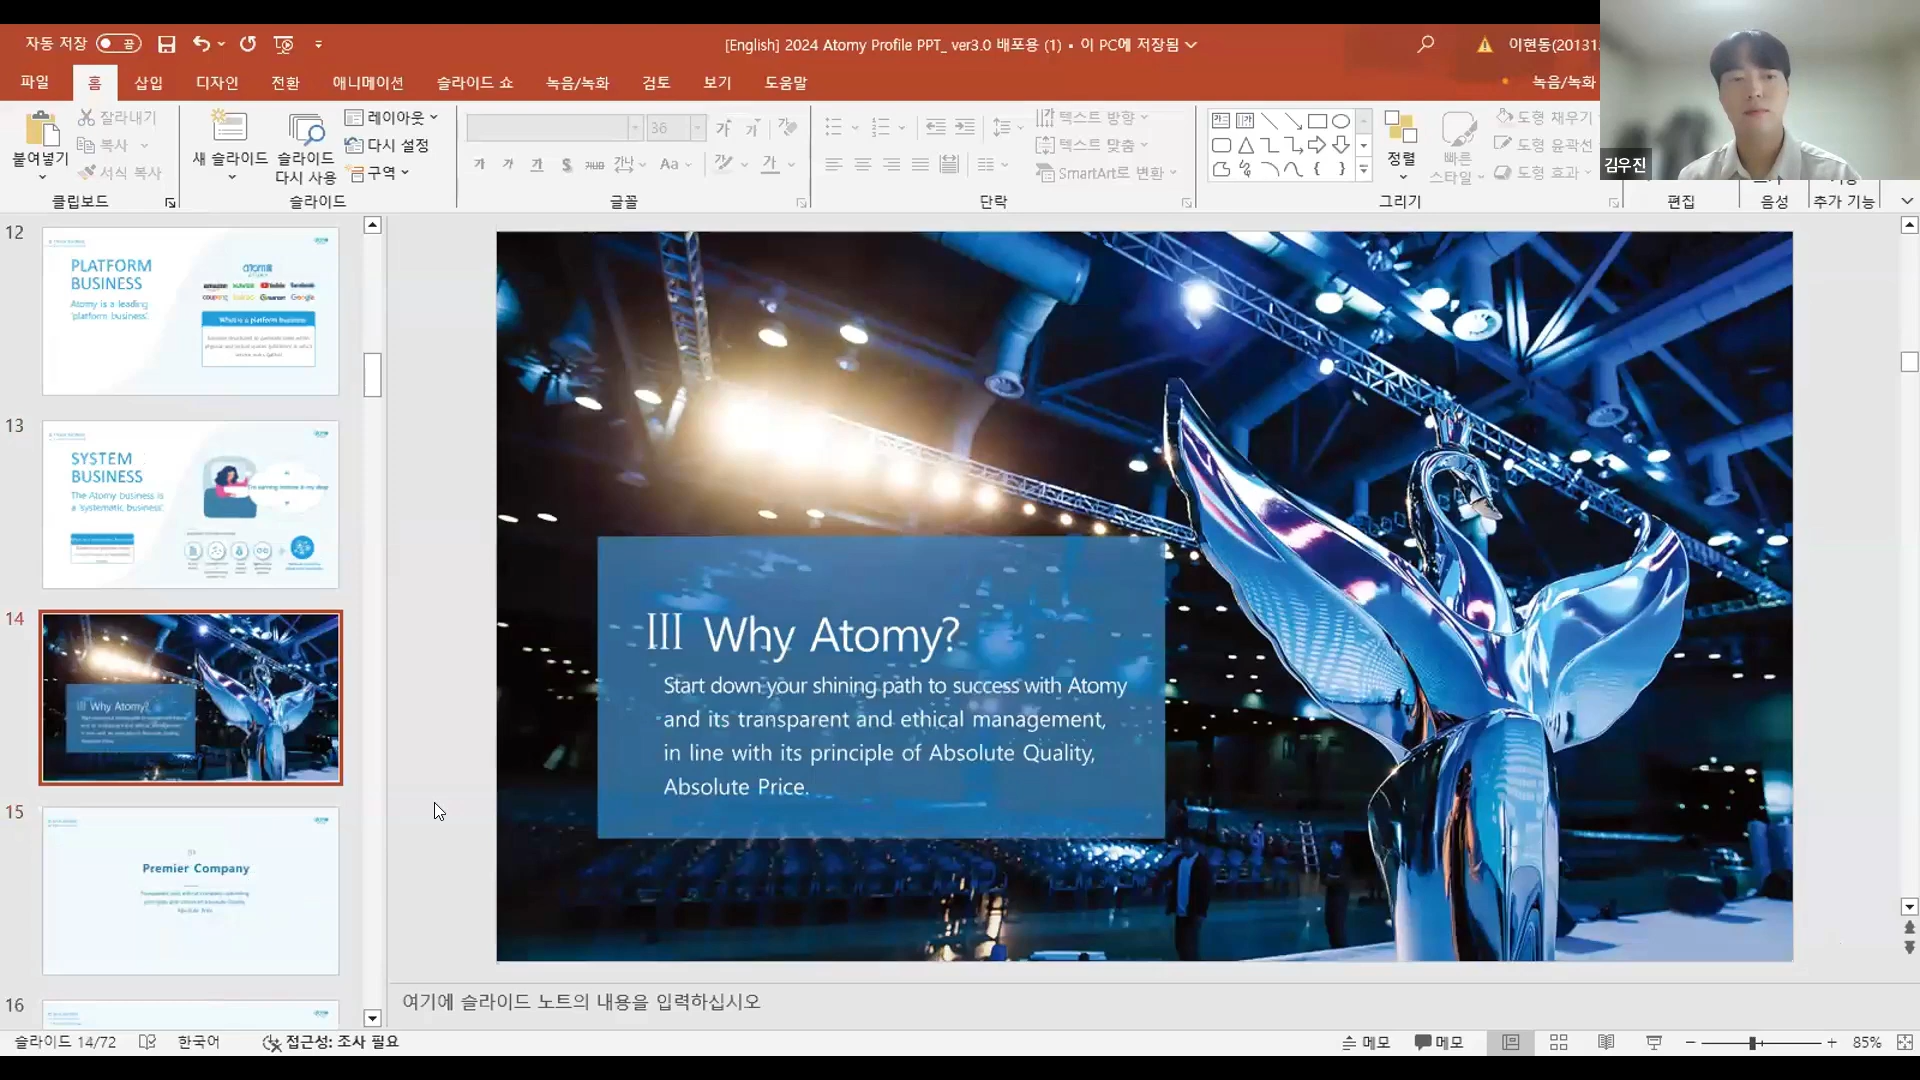 자동 저장 끔
[English] 2024 Atomy Profile PPT_ ver3.0 배포용 (1) • 이 PC에 저장됨
이현동(20131
파일 홈 삽입 디자인 전환 애니메이션 슬라이드 쇼 녹음/녹화 검토 보기 도움말
녹음/녹화
김우진
붙여넣기
잘라내기
복사
서식 복사
클립보드
새 슬라이드
슬라이드
다시 사용
레이아웃
다시 설정
구역
슬라이드
36
가 가 가 가
Aa
글꼴
텍스트 방향
텍스트 맞춤
SmartArt로 변환
단락
정렬
빠른
스타일
도형 채우기
도형 윤곽선
도형 효과
그리기
편집
음성
추가 기능
12
PLATFORM
BUSINESS
Atomy is a leading
'platform business'.
What is a platform business
13
SYSTEM
BUSINESS
The Atomy business is
a 'systematic business'.
14
III Why Atomy?
15
Premier Company
16
III Why Atomy?
Start down your shining path to success with Atomy
and its transparent and ethical management,
in line with its principle of Absolute Quality,
Absolute Price.
여기에 슬라이드 노트의 내용을 입력하십시오
슬라이드 14/72 한국어 접근성: 조사 필요 메모 메모 85%